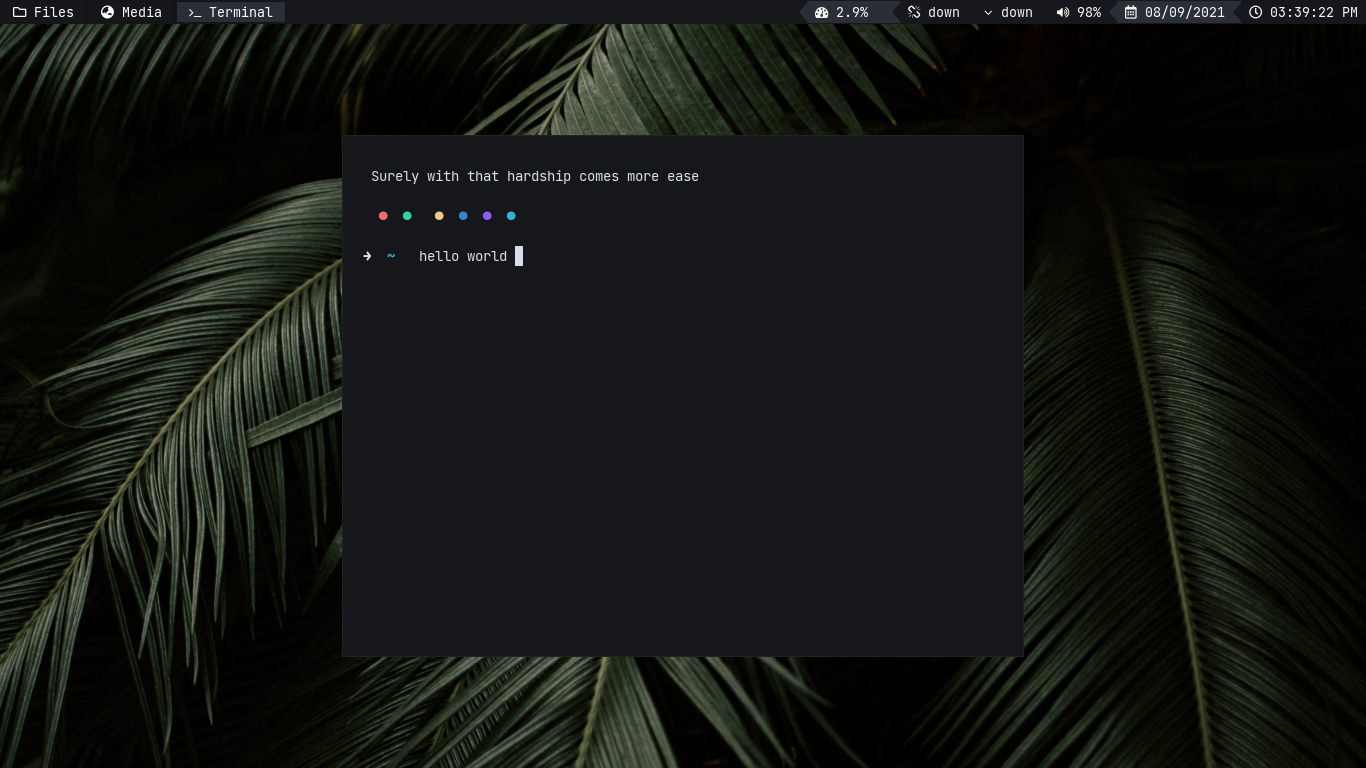 Files Media Terminal 2.9% down down 98% 08/09/2021 03:39:22 PM
Surely with that hardship comes more ease
→ ~ hello world